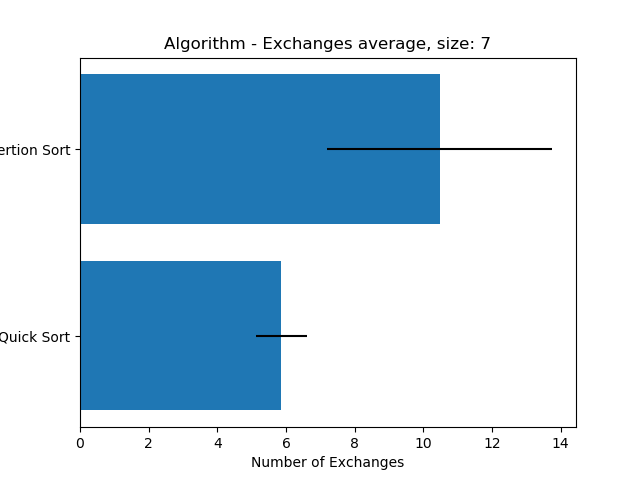 Algorithm - Exchanges average, size: 7
ertion Sort
Quick Sort
0 2 4 6 8 10 12 14
Number of Exchanges